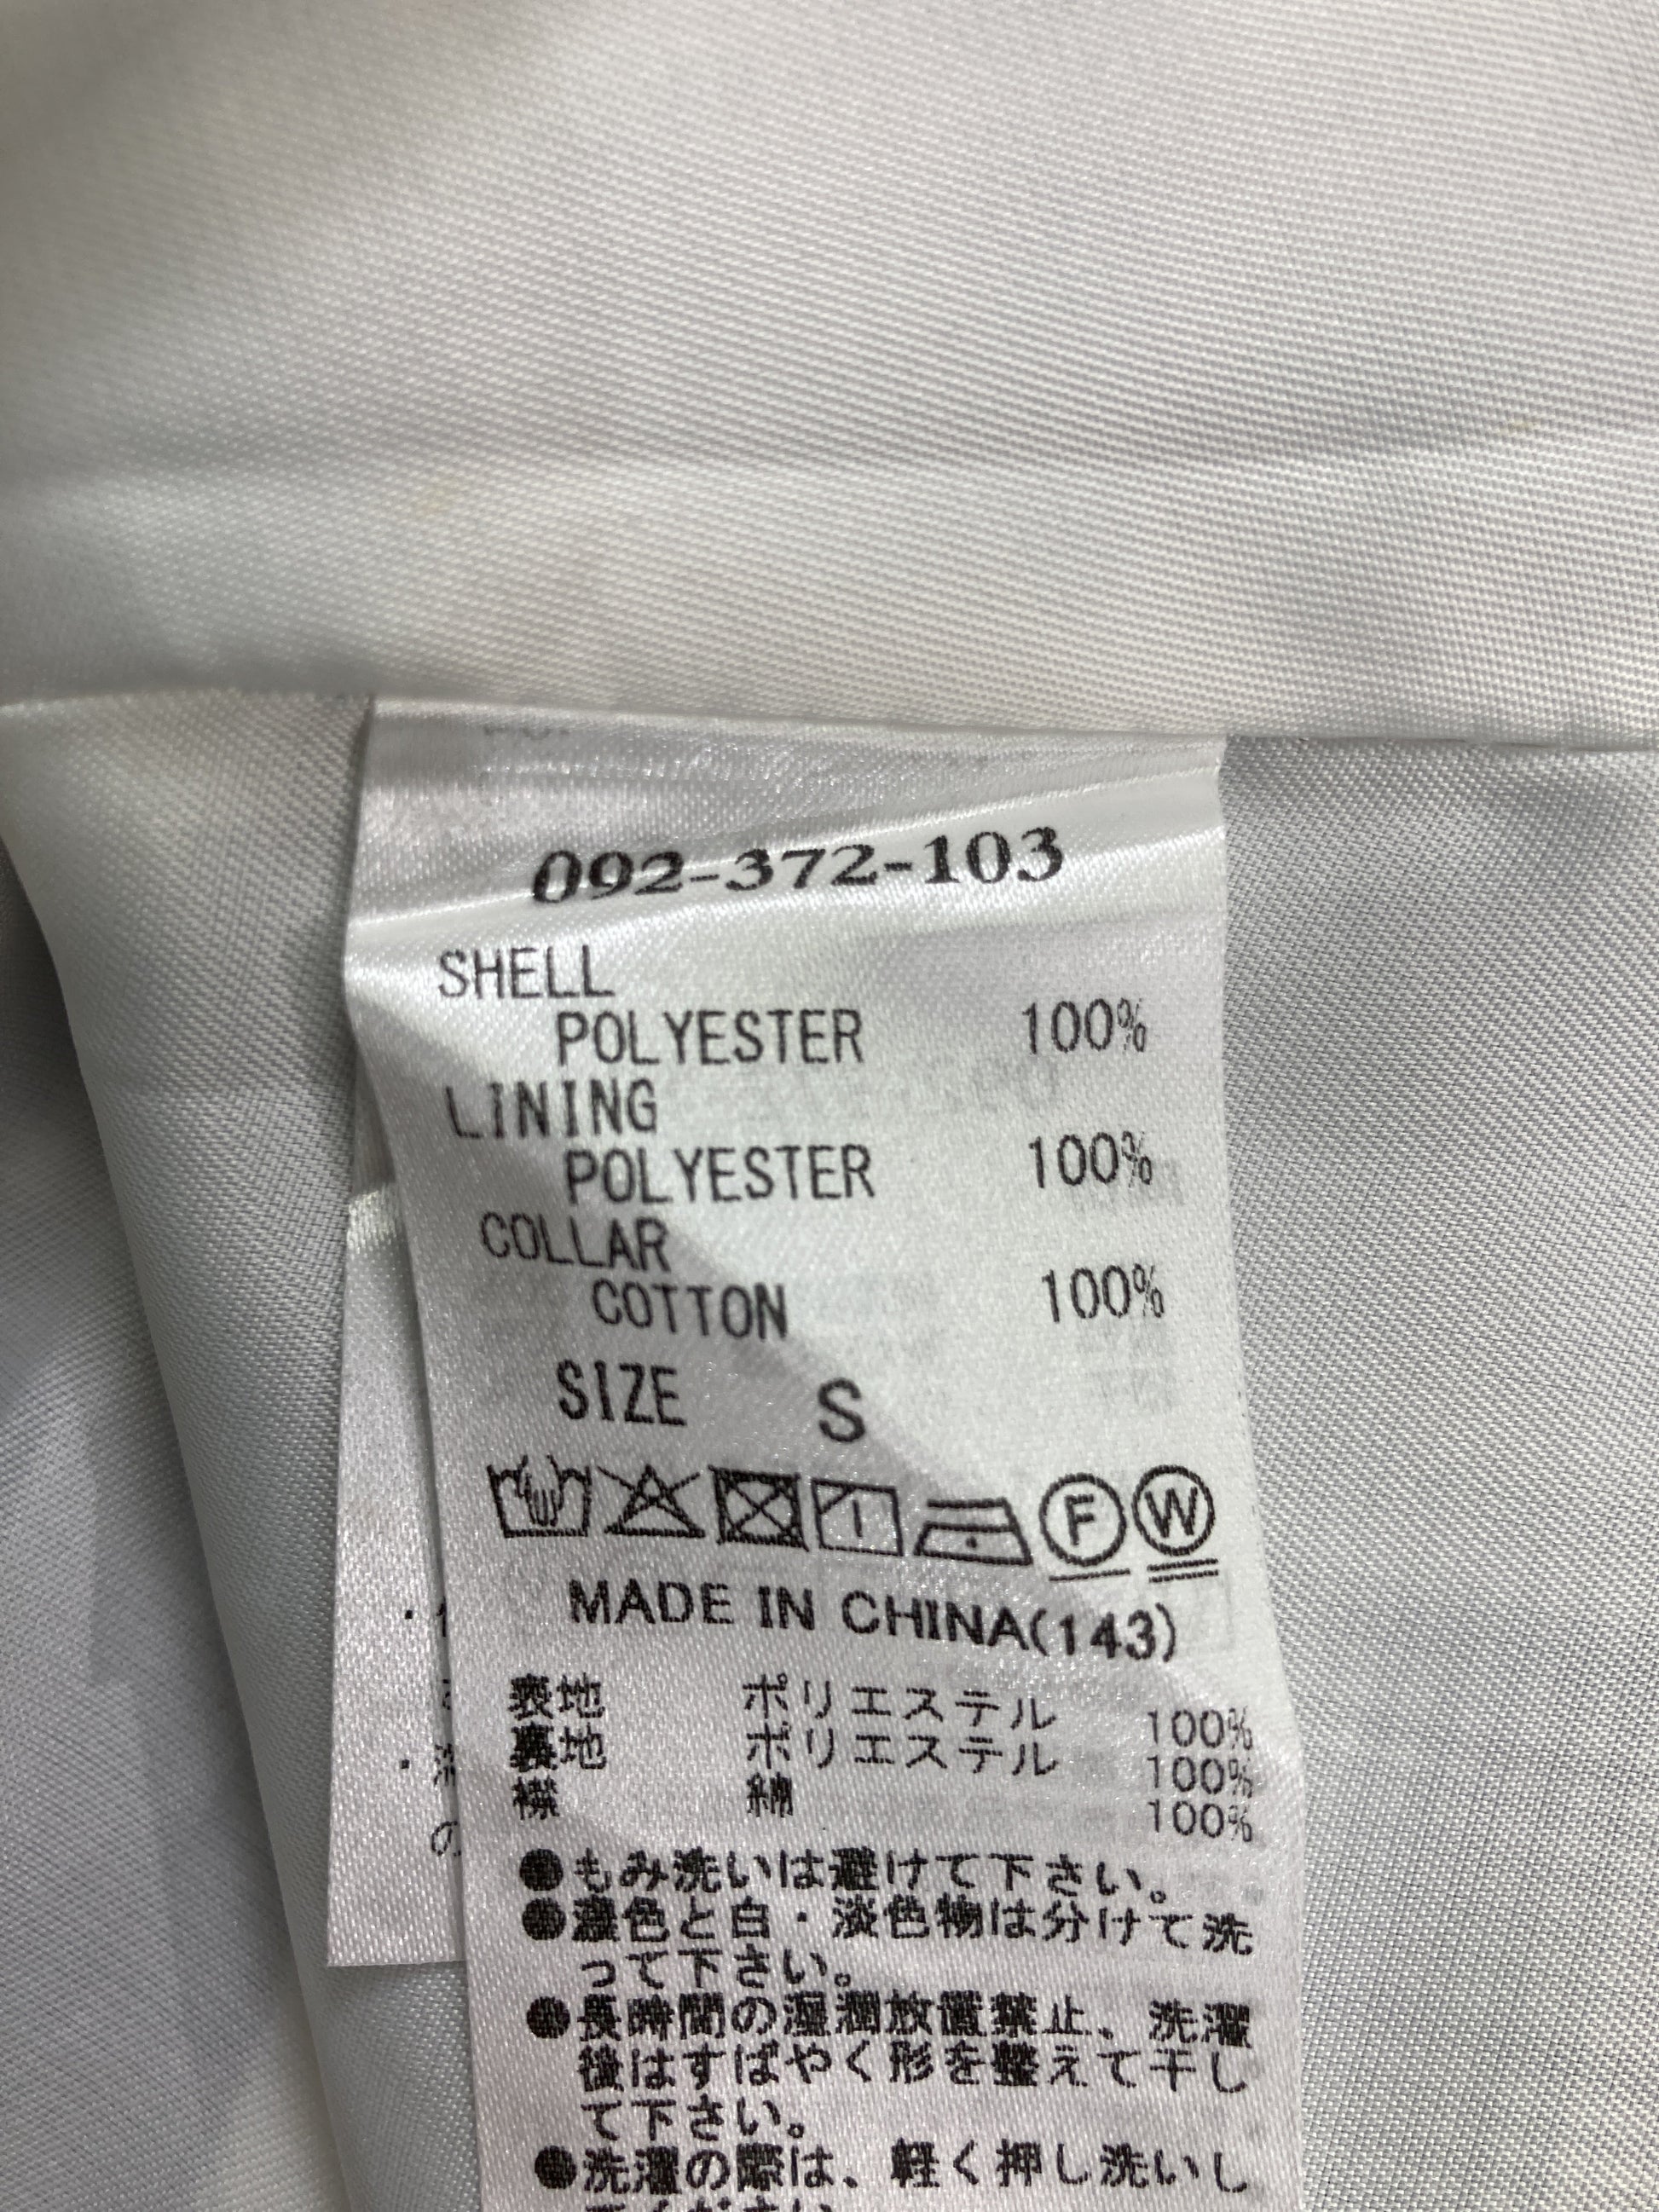 092-372-103
SHELL
POLYESTER 100%
LINING
POLYESTER 100%
COLLAR
COTTON 100%
SIZE S
F W
MADE IN CHINA(143)
表地 ポリエステル 100%
裏地 ポリエステル 100%
襟 綿 100%
●もみ洗いは避けて下さい。
●濃色と白・淡色物は分けて洗
って下さい。
●長時間の湿潤放置禁止、洗濯
後はすばやく形を整えて干し
て下さい。
●洗濯の際は、軽く押し洗いし